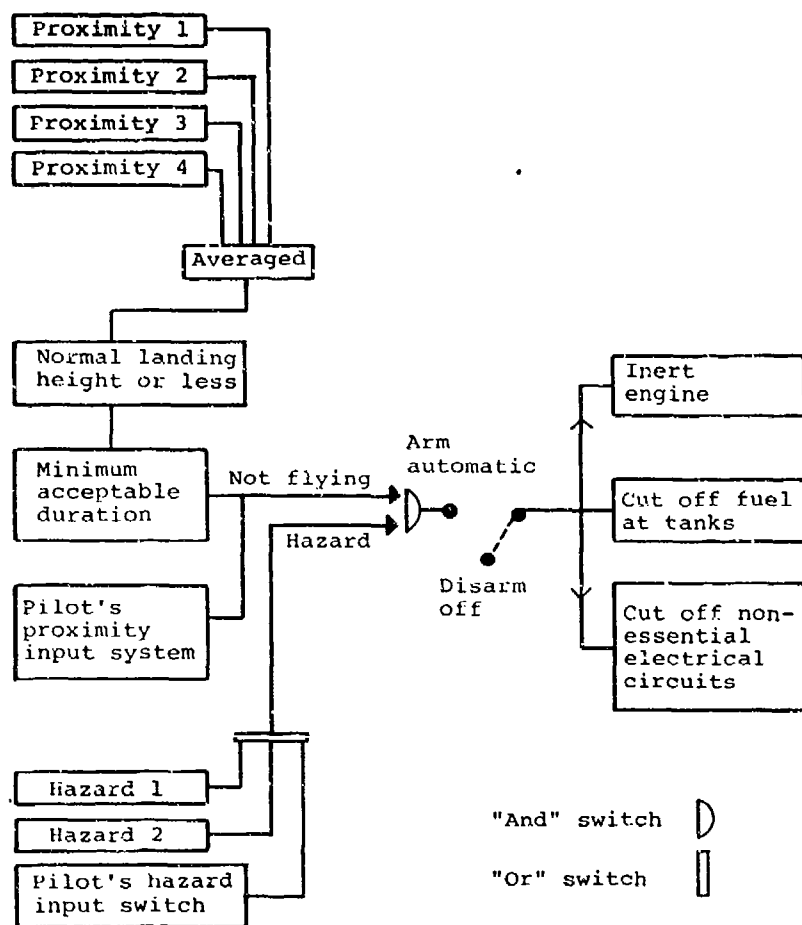 Proximity 1
Proximity 2
Proximity 3
Proximity 4
Averaged
Normal landing
height or less
Minimum
acceptable
duration
Not flying
Hazard
Pilot's
proximity
input system
Arm
automatic
Disarm
off
Inert
engine
Cut off fuel
at tanks
Cut off non-
essential
electrical
circuits
Hazard 1
Hazard 2
Pilot's hazard
input switch
"And" switch
"Or" switch